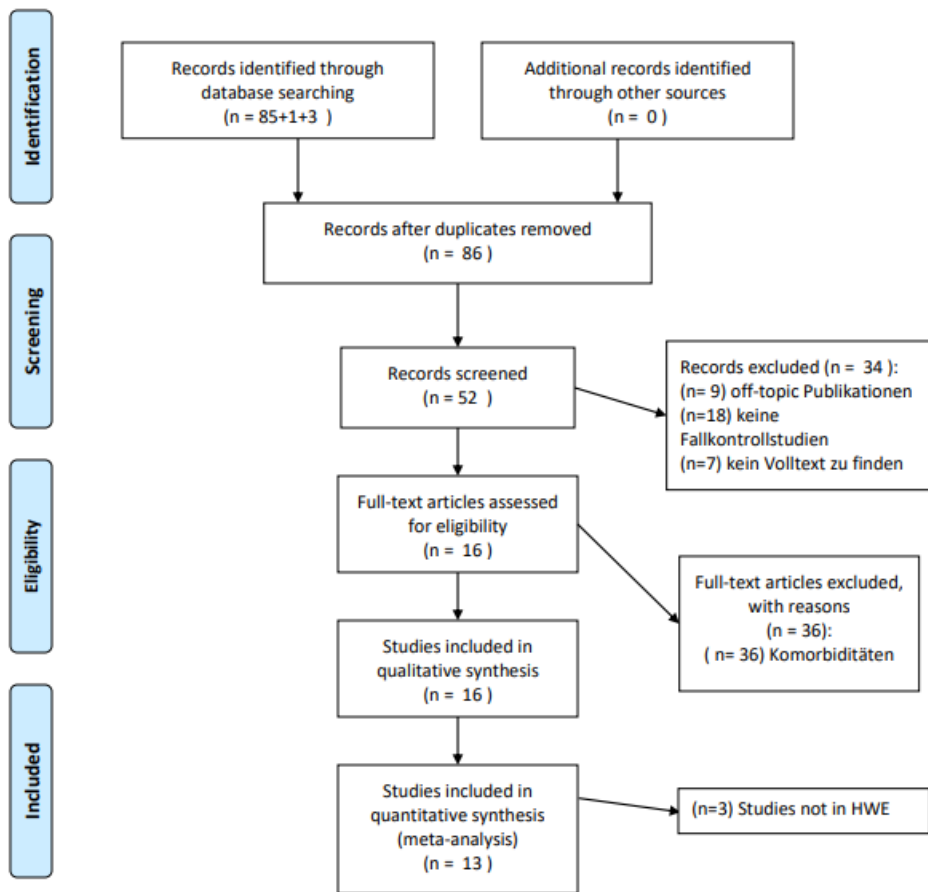 Identification
Records identified through
database searching
(n = 85+1+3 )
Additional records identified
through other sources
(n = 0 )
Records after duplicates removed
(n = 86 )
Screening
Records screened
(n = 52 )
Records excluded (n = 34 ):
(n= 9) off-topic Publikationen
(n=18) keine
Fallkontrollstudien
(n=7) kein Volltext zu finden
Eligibility
Full-text articles assessed
for eligibility
(n = 16 )
Full-text articles excluded,
with reasons
(n = 36):
( n= 36) Komorbiditäten
Studies included in
qualitative synthesis
(n = 16 )
Included
Studies included in
quantitative synthesis
(meta-analysis)
(n = 13 )
(n=3) Studies not in HWE